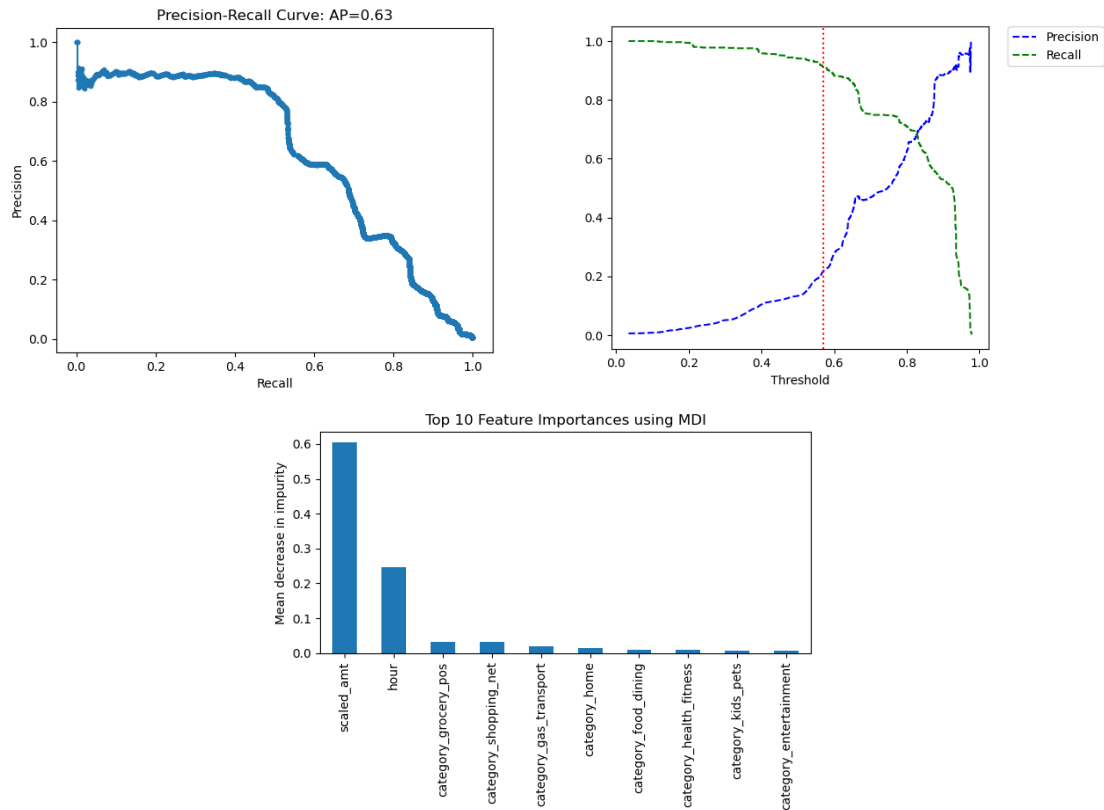 Precision-Recall Curve: AP=0.63
1.0
0.8
0.6
0.4
0.2
0.0
Precision
0.0 0.2 0.4 0.6 0.8 1.0
Recall
1.0
0.8
0.6
0.4
0.2
0.0
0.0 0.2 0.4 0.6 0.8 1.0
Threshold
Precision
Recall
Top 10 Feature Importances using MDI
0.6
0.5
0.4
0.3
0.2
0.1
0.0
Mean decrease in impurity
scaled_amt
hour
category_grocery_pos
category_shopping_net
category_gas_transport
category_home
category_food_dining
category_health_fitness
category_kids_pets
category_entertainment